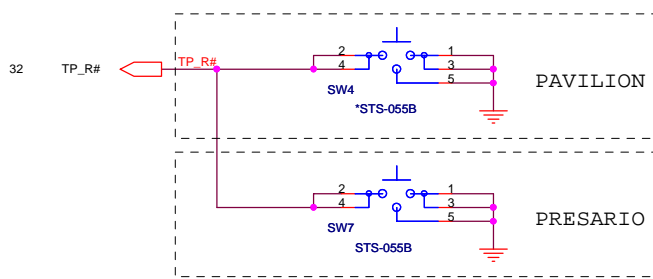 2 1
32 TP_R# TP_R# 4 3
5
SW4 PAVILION
*STS-055B
2 1
4 3
5
SW7 PRESARIO
STS-055B